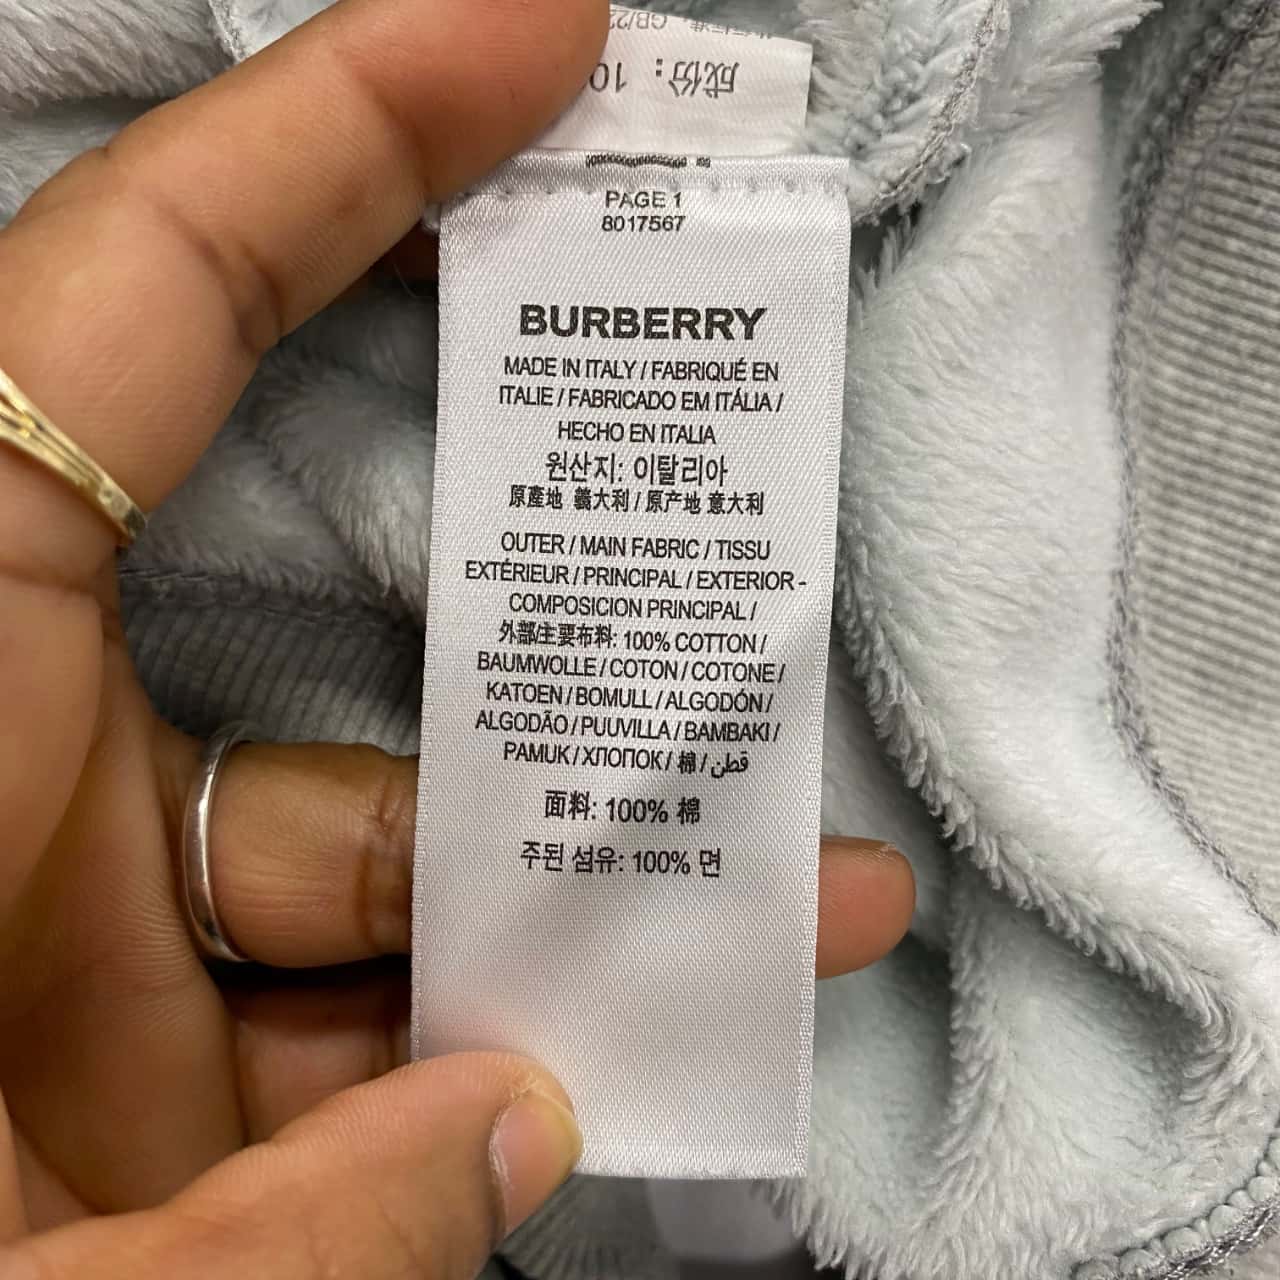 成份: 10
PAGE 1
8017567
BURBERRY
MADE IN ITALY / FABRIQUÉ EN
ITALIE / FABRICADO EM ITÁLIA /
HECHO EN ITALIA
원산지: 이탈리아
原產地 義大利 / 原产地 意大利
OUTER / MAIN FABRIC / TISSU
EXTÉRIEUR / PRINCIPAL / EXTERIOR -
COMPOSICION PRINCIPAL /
外部/主要布料: 100% COTTON /
BAUMWOLLE / COTON / COTONE /
KATOEN / BOMULL / ALGODÓN /
ALGODÃO / PUUVILLA / BAMBAKI /
PAMUK / ХЛОПОК / 棉 / قطن
面料: 100% 棉
주된 섬유: 100% 면